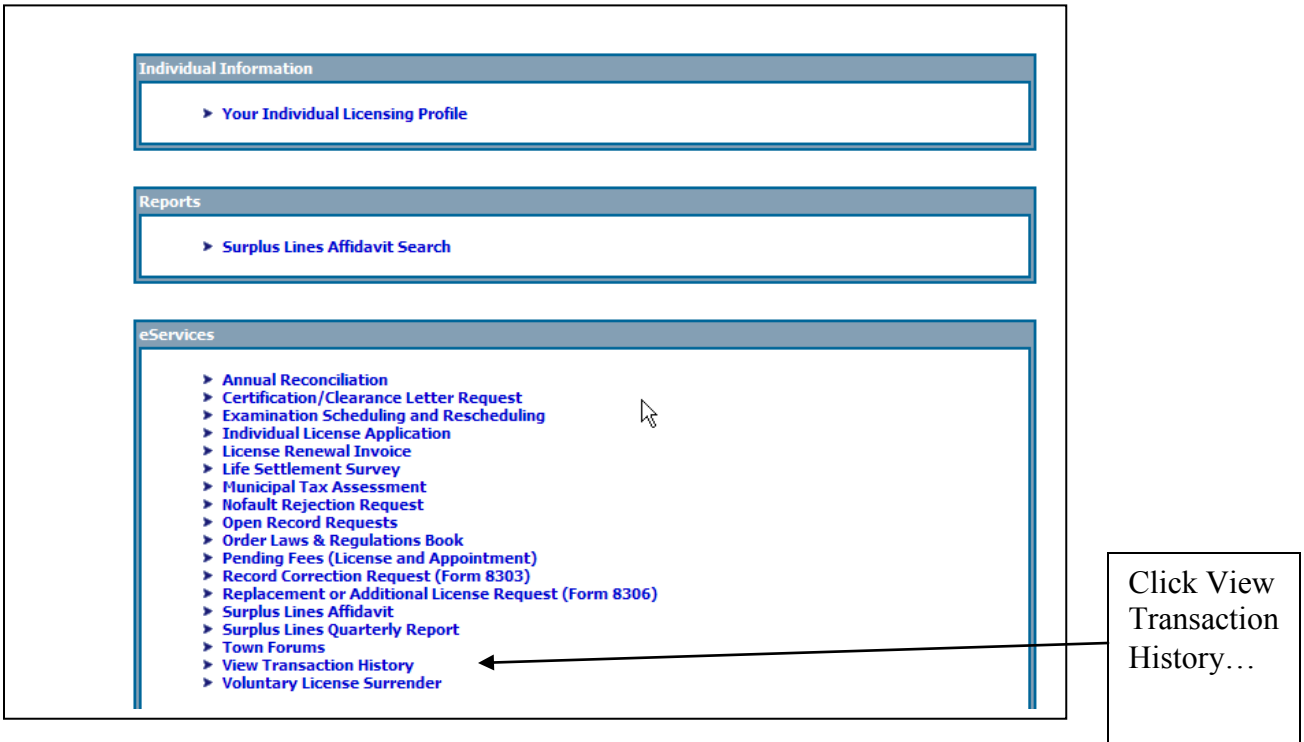 Individual Information
Your Individual Licensing Profile
Reports
Surplus Lines Affidavit Search
eServices
Annual Reconciliation
Certification/Clearance Letter Request
Examination Scheduling and Rescheduling
Individual License Application
License Renewal Invoice
Life Settlement Survey
Municipal Tax Assessment
Nofault Rejection Request
Open Record Requests
Order Laws & Regulations Book
Pending Fees (License and Appointment)
Record Correction Request (Form 8303)
Replacement or Additional License Request (Form 8306)
Surplus Lines Affidavit
Surplus Lines Quarterly Report
Town Forums
View Transaction History
Voluntary License Surrender
Click View
Transaction
History…